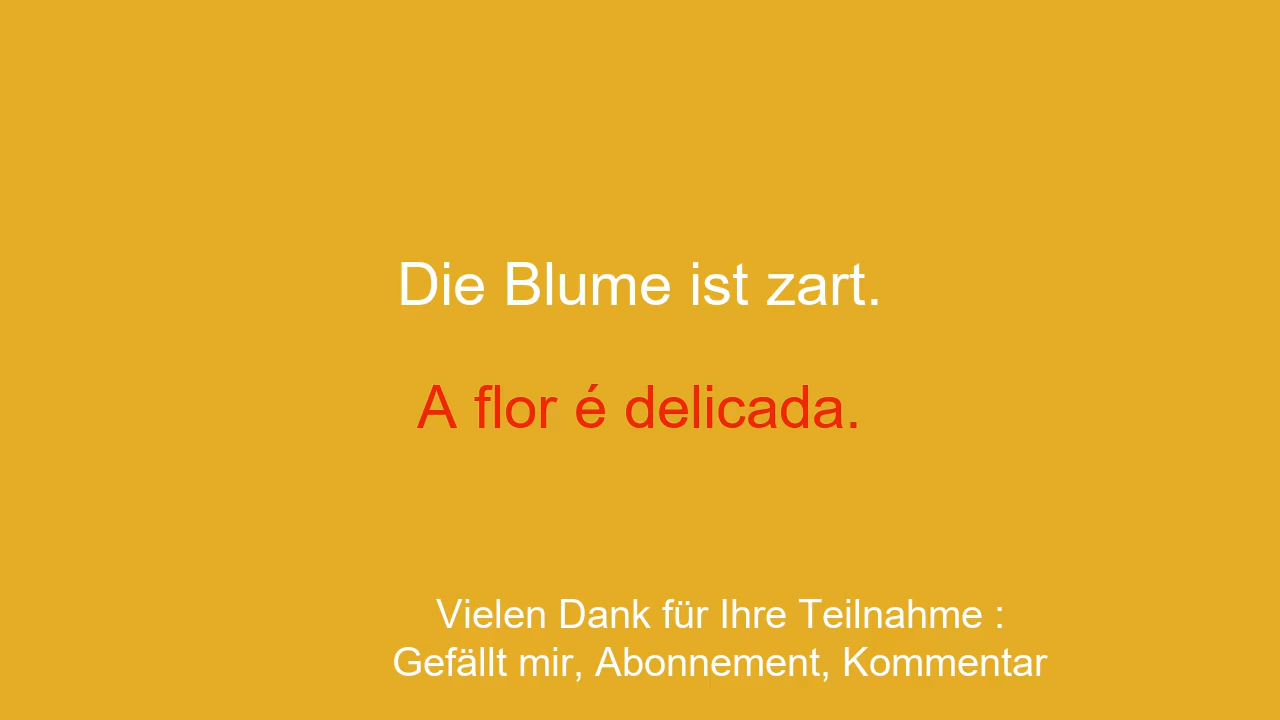 Die Blume ist zart.
A flor é delicada.
Vielen Dank für Ihre Teilnahme :
Gefällt mir, Abonnement, Kommentar